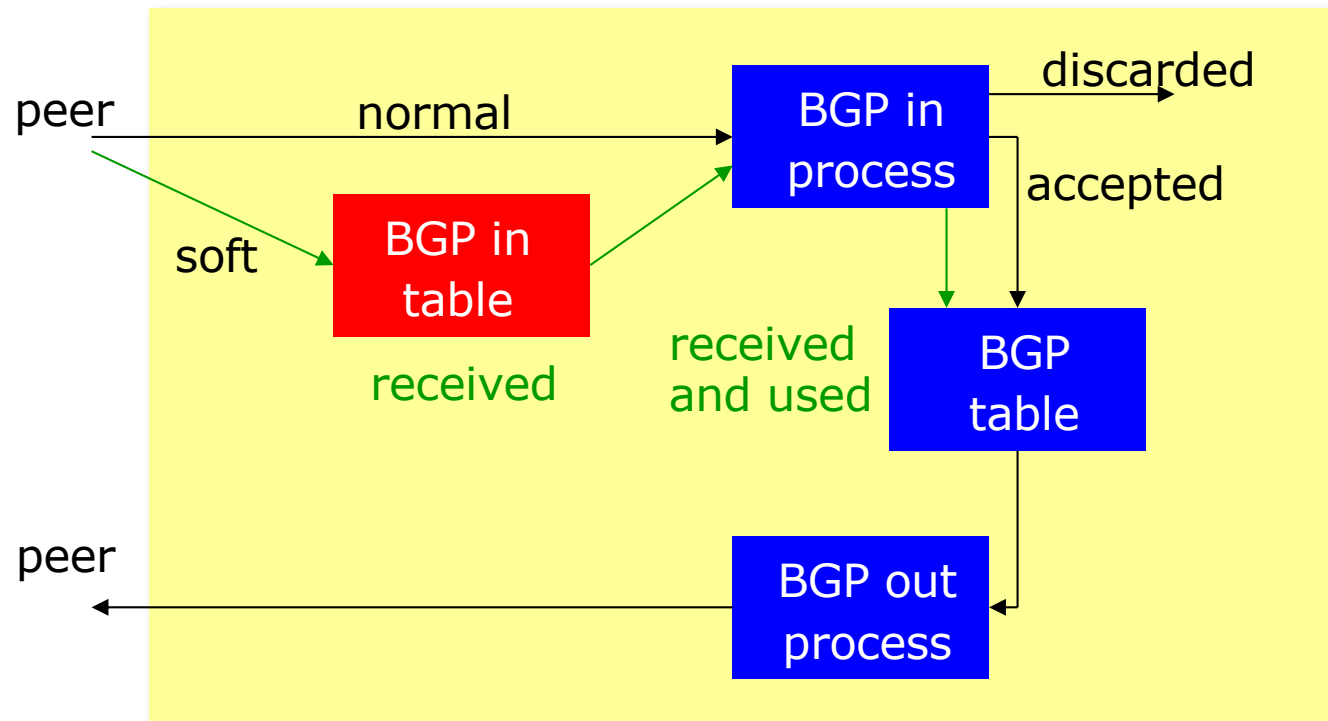 discarded
peer
normal
BGP in
process
accepted
soft
BGP in
table
received
received
and used
BGP
table
peer
BGP out
process